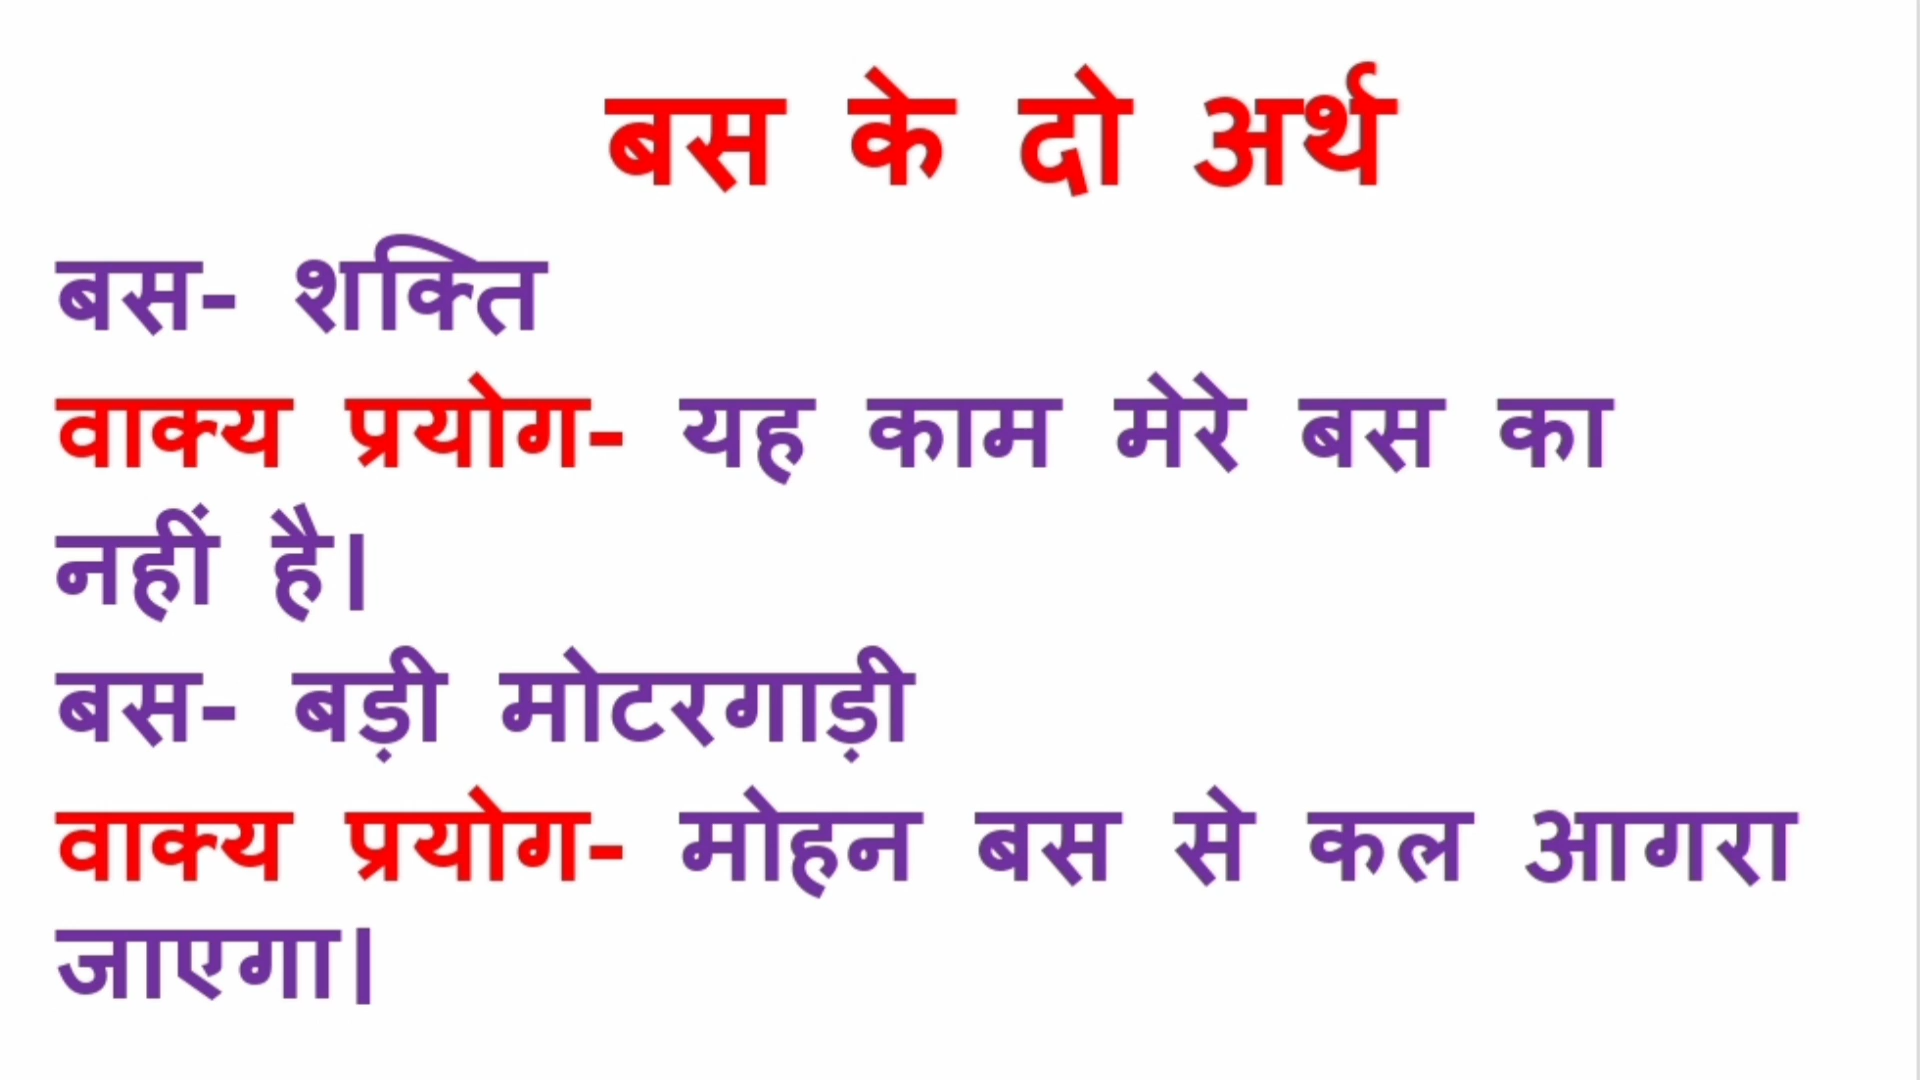 बस के दो अर्थ
बस- शक्ति
वाक्य प्रयोग- यह काम मेरे बस का
नहीं है।
बस- बड़ी मोटरगाड़ी
वाक्य प्रयोग- मोहन बस से कल आगरा
जाएगा।